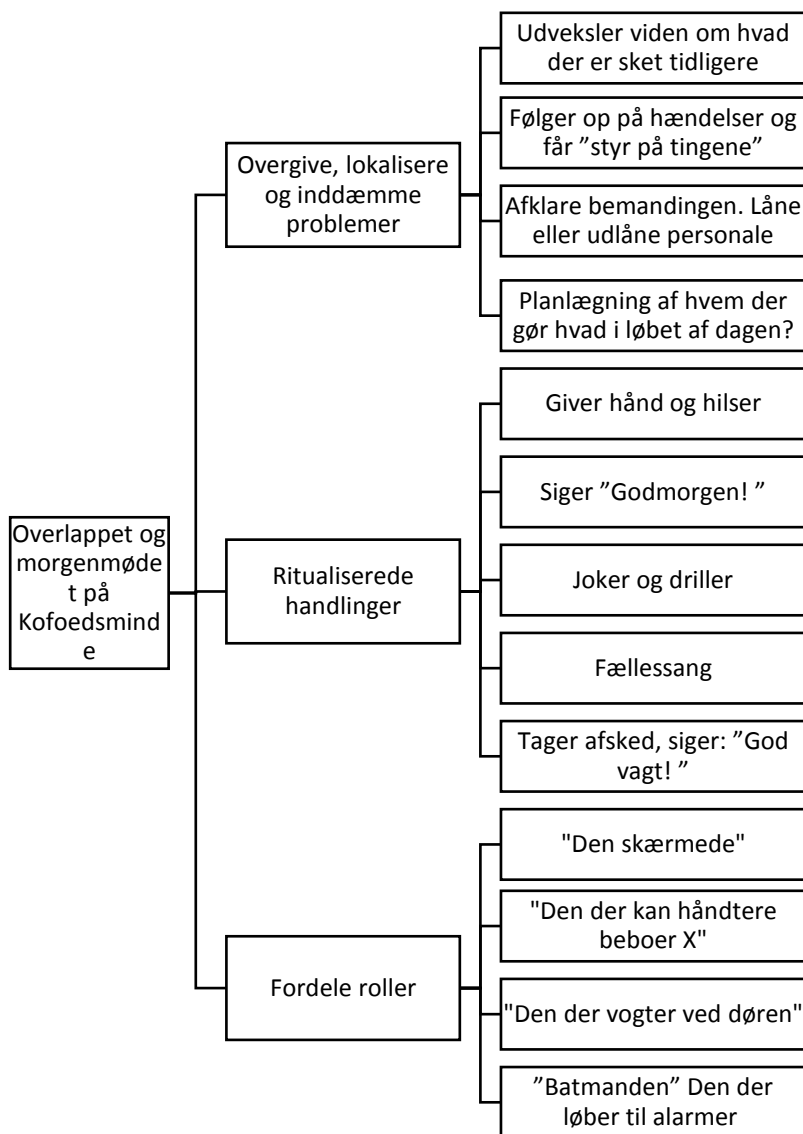 Overlappet og
morgenmøde
t på
Kofoedsmind
e
Overgive, lokalisere
og inddæmme
problemer
Udveksler viden om hvad
der er sket tidligere
Følger op på hændelser og
får ”styr på tingene”
Afklare bemandingen. Låne
eller udlåne personale
Planlægning af hvem der
gør hvad i løbet af dagen?
Ritualiserede
handlinger
Giver hånd og hilser
Siger ”Godmorgen! ”
Joker og driller
Fællessang
Tager afsked, siger: ”God
vagt! ”
Fordele roller
"Den skærmede"
"Den der kan håndtere
beboer X"
"Den der vogter ved døren"
”Batmanden” Den der
løber til alarmer